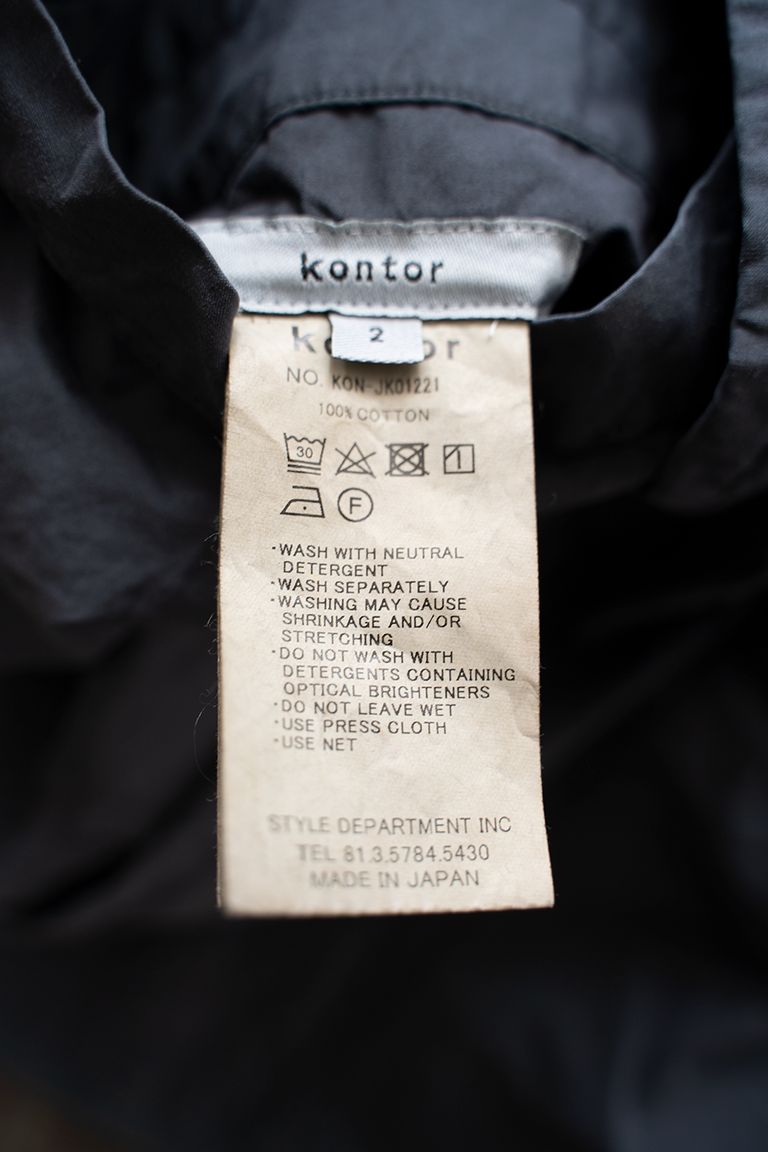 kontor
2
NO. KON-JK01221
100% COTTON
30
F
·WASH WITH NEUTRAL
DETERGENT
·WASH SEPARATELY
·WASHING MAY CAUSE
SHRINKAGE AND/OR
STRETCHING
·DO NOT WASH WITH
DETERGENTS CONTAINING
OPTICAL BRIGHTENERS
·DO NOT LEAVE WET
·USE PRESS CLOTH
·USE NET
STYLE DEPARTMENT INC
TEL 81.3.5784.5430
MADE IN JAPAN